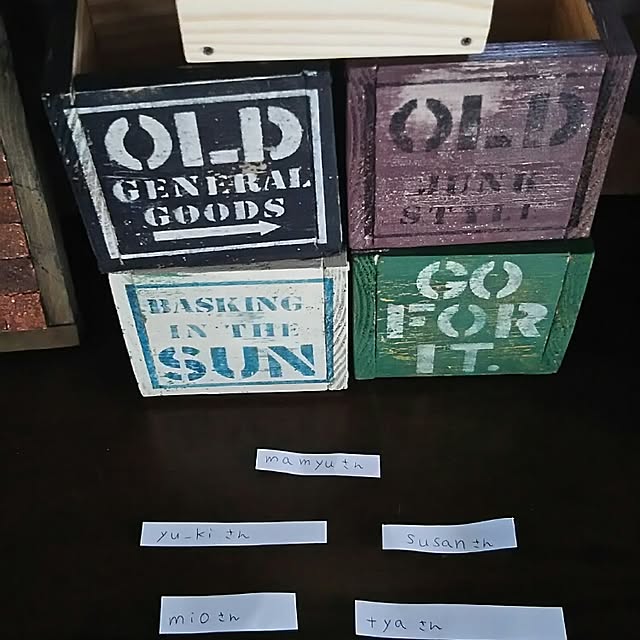 OLD
GENERAL
GOODS
OLD
JUNK
STYLE
BASKING
IN THE
SUN
GO
FOR
IT.
mamyuさん
yu_kiさん
susanさん
mioさん
tyaさん